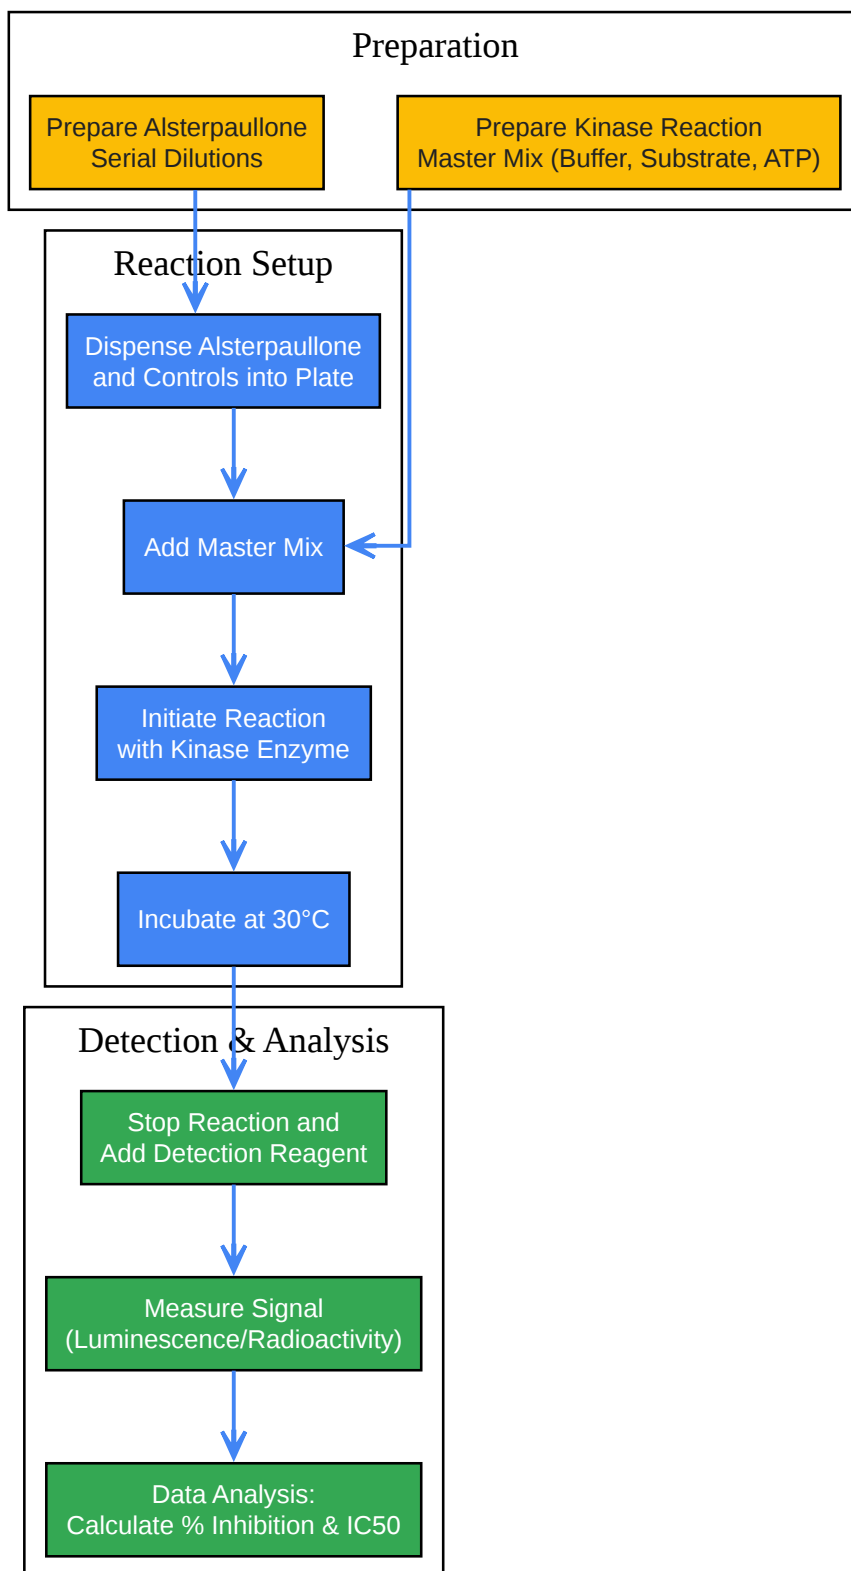 Preparation
Prepare Alsterpaullone
Serial Dilutions
Prepare Kinase Reaction
Master Mix (Buffer, Substrate, ATP)
Reaction Setup
Dispense Alsterpaullone
and Controls into Plate
Add Master Mix
Initiate Reaction
with Kinase Enzyme
Incubate at 30°C
Detection & Analysis
Stop Reaction and
Add Detection Reagent
Measure Signal
(Luminescence/Radioactivity)
Data Analysis:
Calculate % Inhibition & IC50